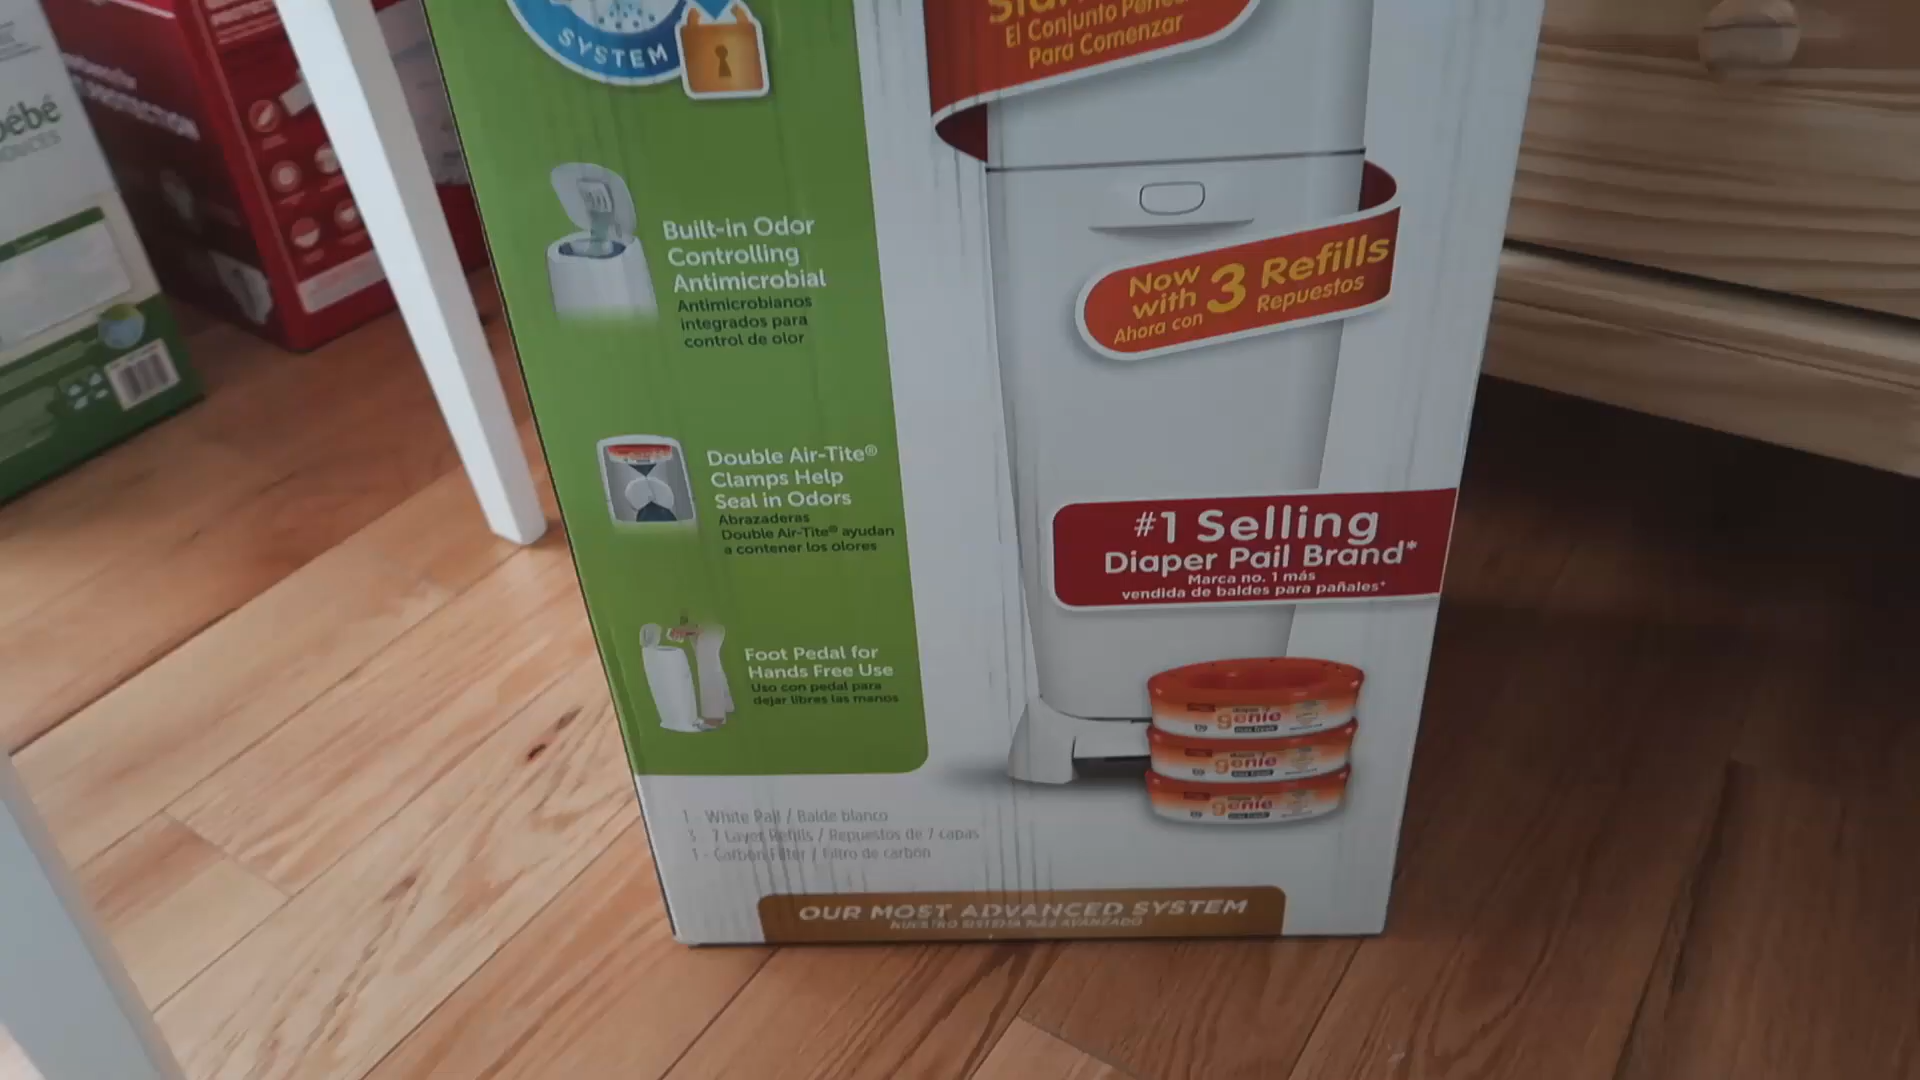 SYSTEM
El Conjunto
Para Comenzar
bébé
Built-in Odor
Controlling
Antimicrobial
Antimicrobianos
integrados para
control de olor
Now
with 3 Refills
Ahora con Repuestos
Double Air-Tite®
Clamps Help
Seal in Odors
Abrazaderas
Double Air-Tite® ayudan
a contener los olores
#1 Selling
Diaper Pail Brand*
Marca no. 1 más
vendida de baldes para pañales*
Foot Pedal for
Hands Free Use
Uso con pedal para
dejar libres las manos
genie
genie
genie
1 - White Pail / Balde blanco
3 - 7 Layer Refills / Repuestos de 7 capas
1 - Carbon Filter / Filtro de carbón
OUR MOST ADVANCED SYSTEM
NUESTRO SISTEMA MÁS AVANZADO